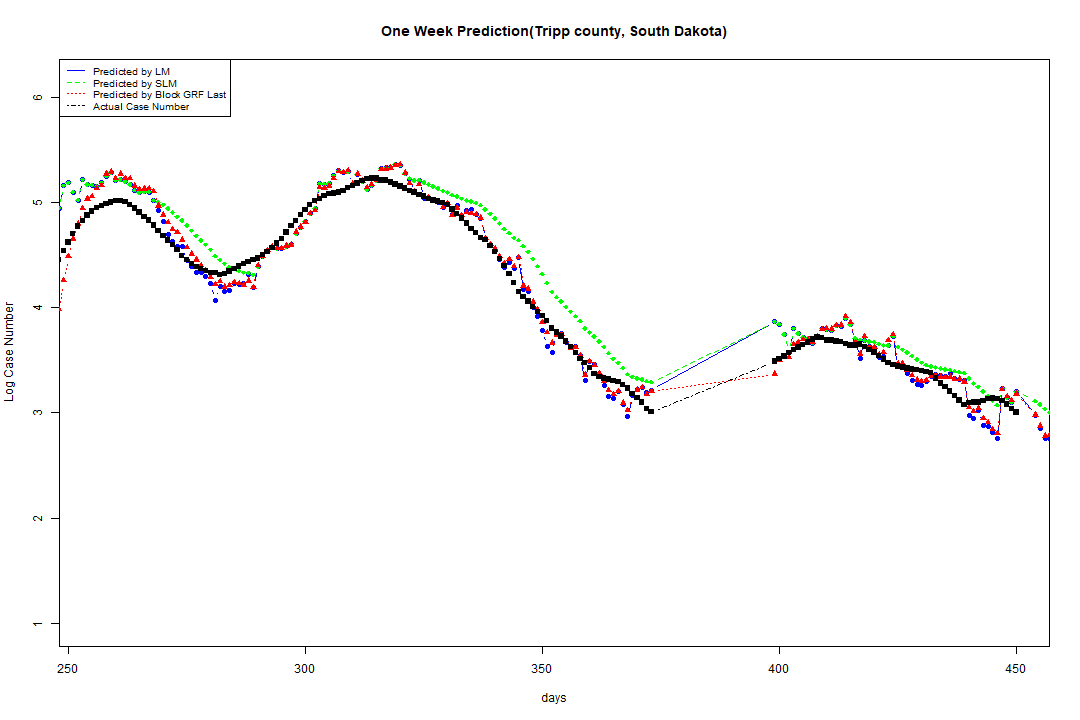 One Week Prediction(Tripp county, South Dakota)
Predicted by LM
Predicted by SLM
Predicted by Block GRF Last
Actual Case Number
6
5
4
3
2
1
Log Case Number
250 300 350 400 450
days